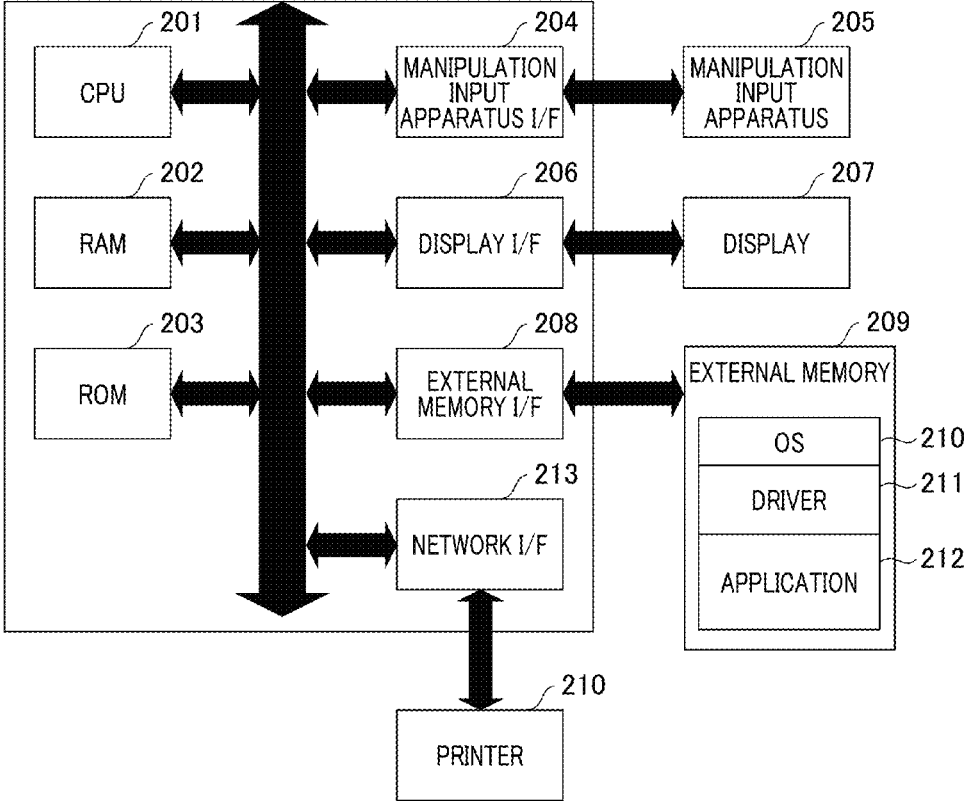 201
CPU
204
MANIPULATION
INPUT
APPARATUS I/F
205
MANIPULATION
INPUT
APPARATUS
202
RAM
206
DISPLAY I/F
207
DISPLAY
203
ROM
208
EXTERNAL
MEMORY I/F
209
EXTERNAL MEMORY
OS
210
DRIVER
211
APPLICATION
212
213
NETWORK I/F
210
PRINTER